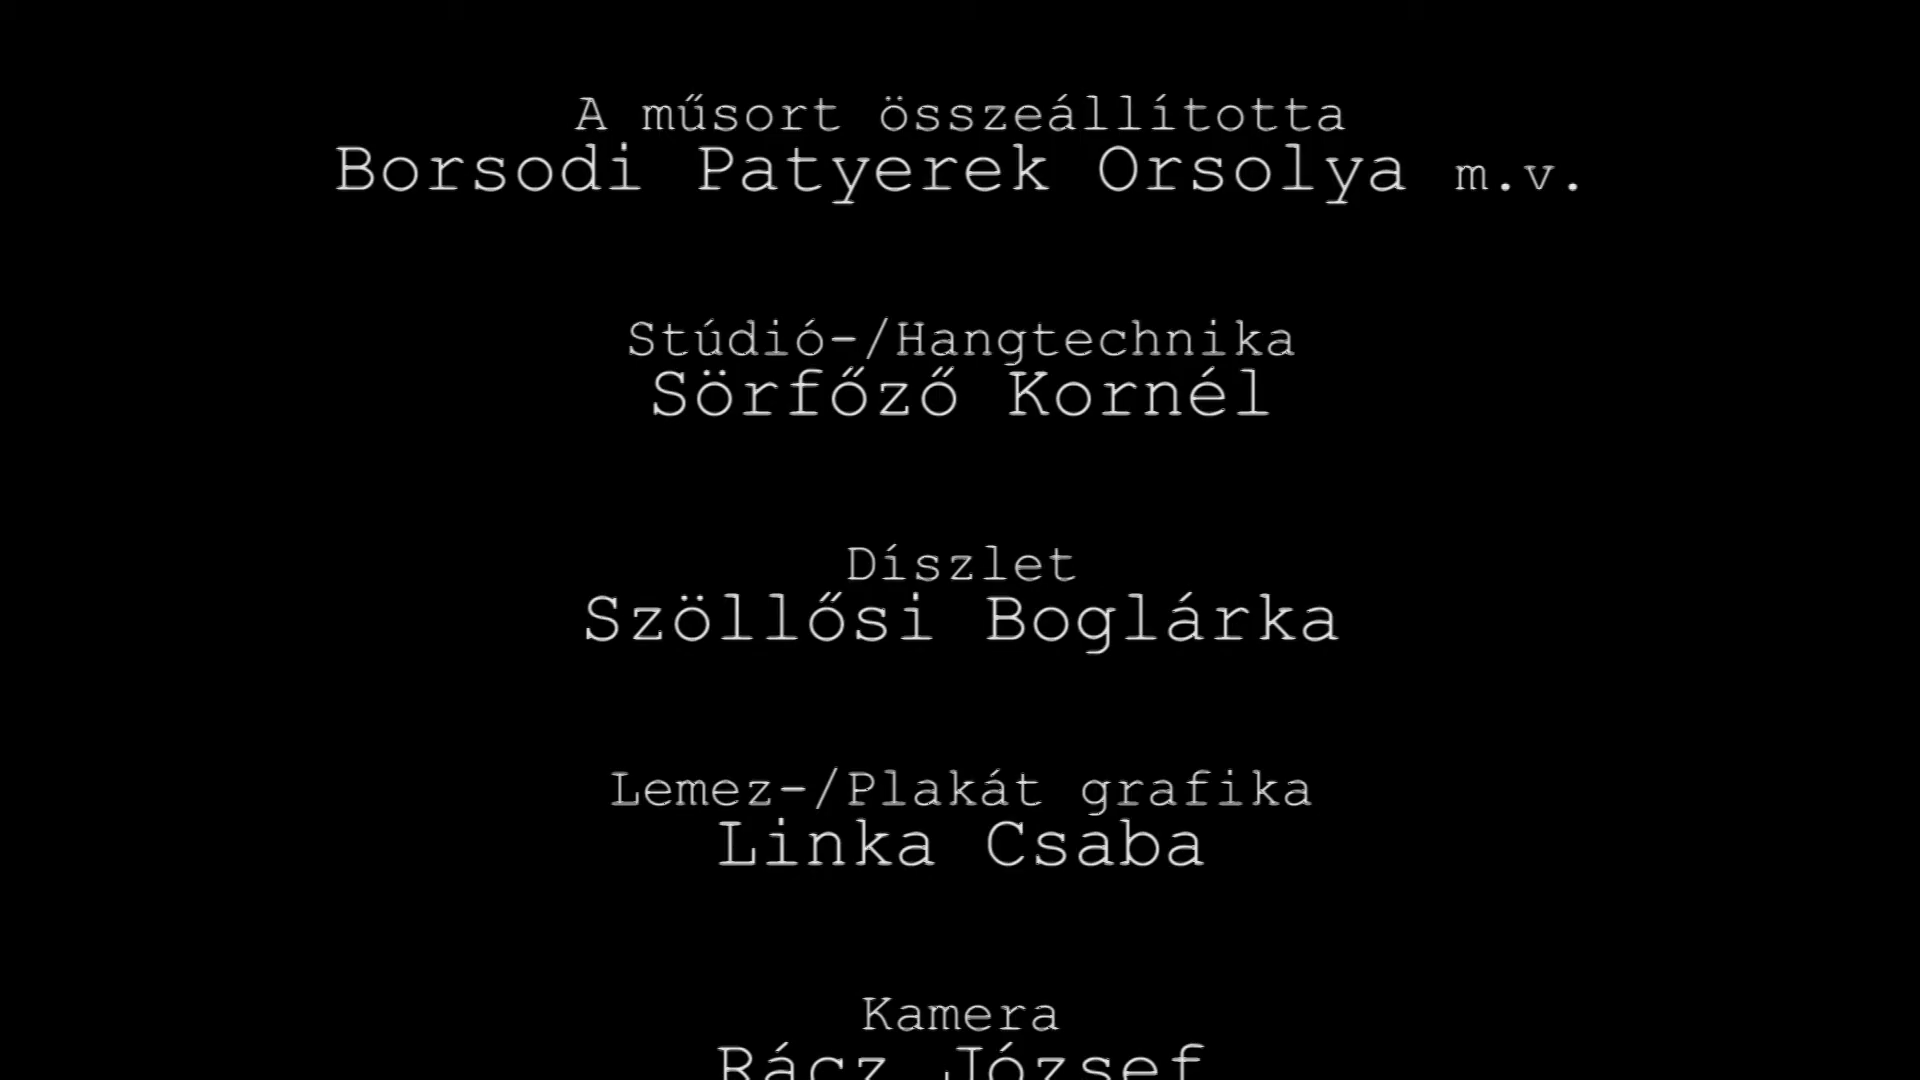 A műsort összeállította
Borsodi Patyerek Orsolya m.v.
Stúdió-/Hangtechnika
Sörfőző Kornél
Díszlet
Szöllősi Boglárka
Lemez-/Plakát grafika
Linka Csaba
Kamera
Rácz József